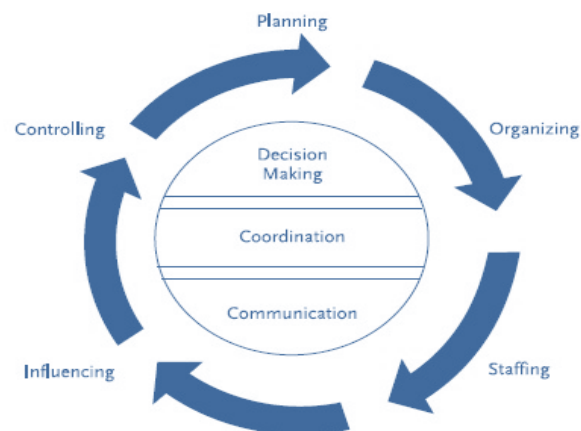 Planning
Controlling
Organizing
Decision
Making
Coordination
Communication
Influencing
Staffing